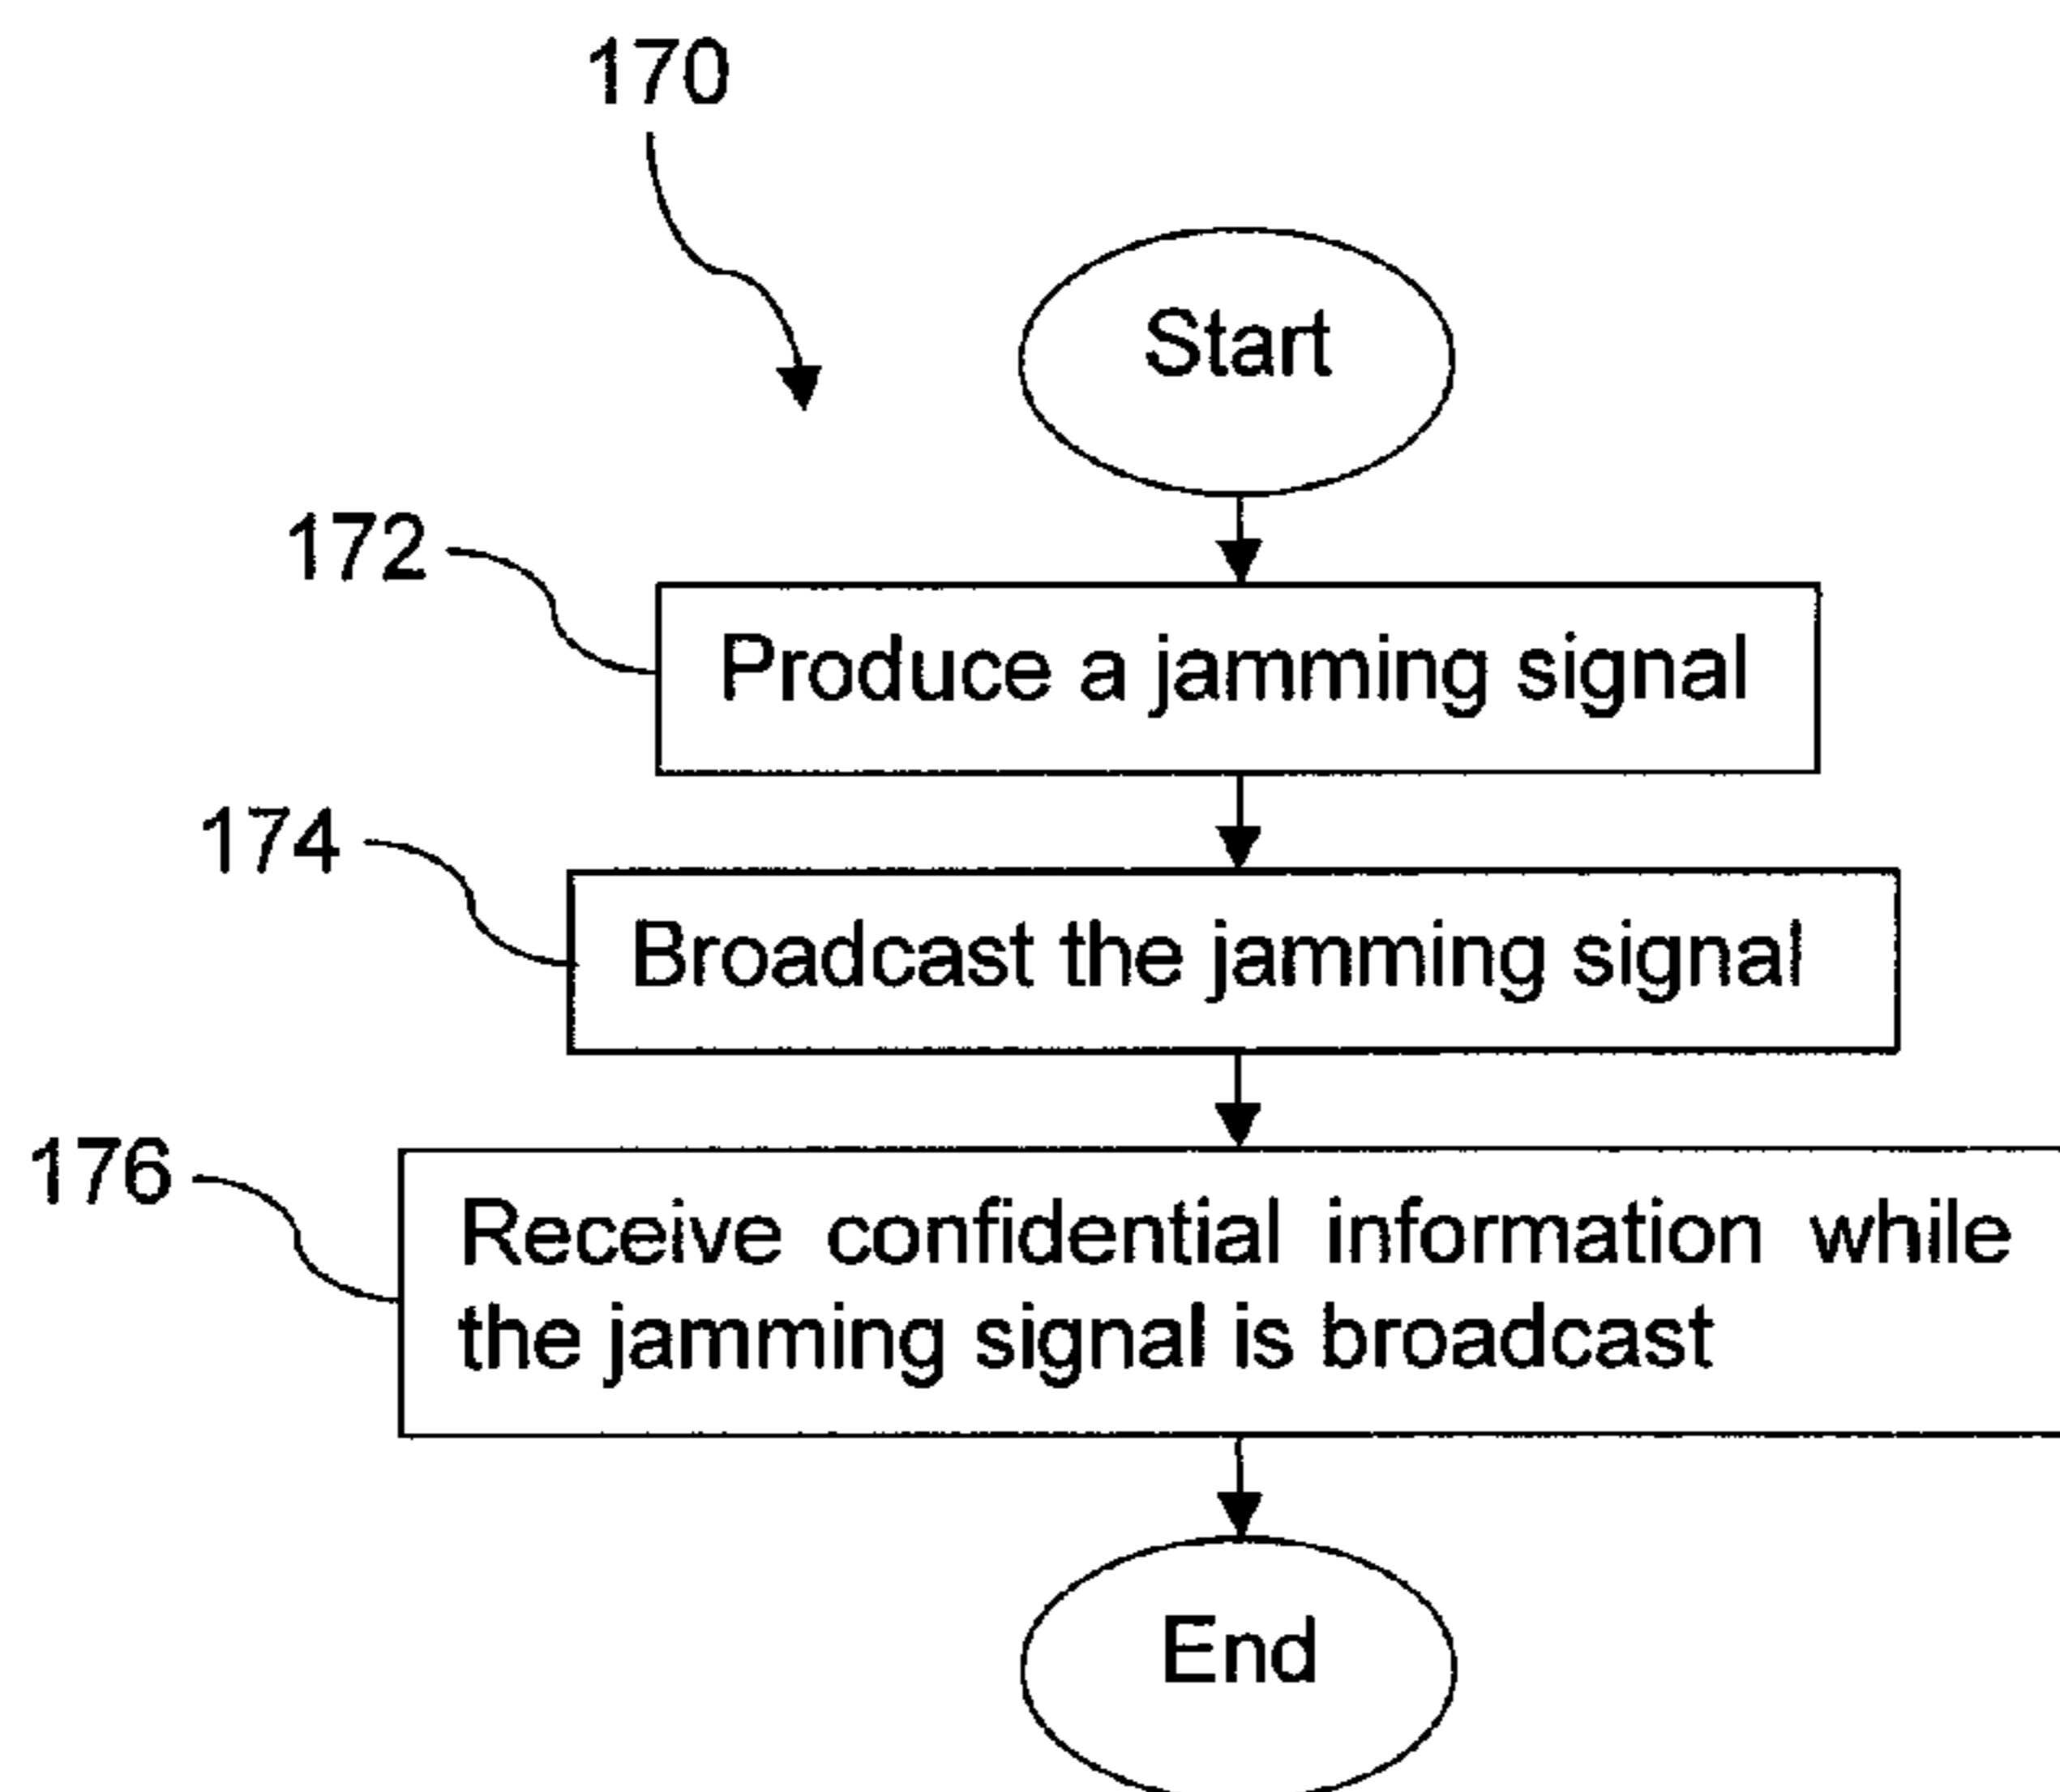 170
Start
172
Produce a jamming signal
174
Broadcast the jamming signal
176
Receive confidential information while
the jamming signal is broadcast
End